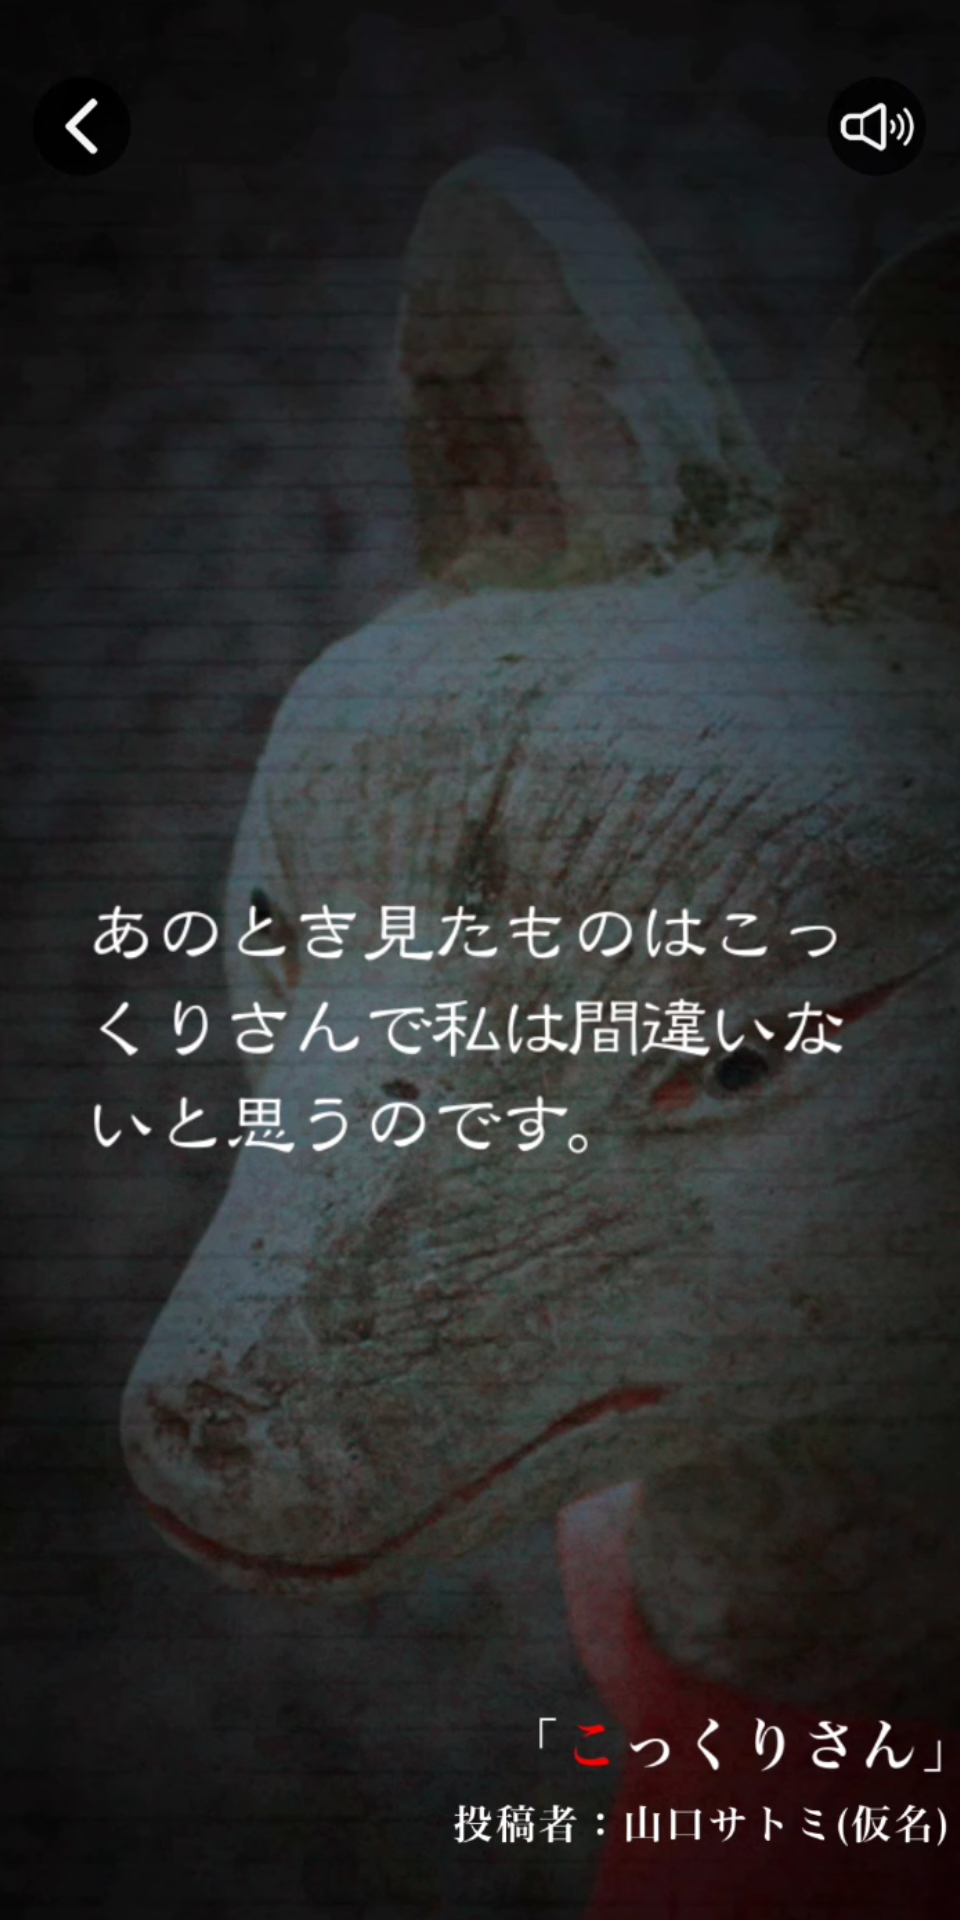 あのとき見たものはこっ
くりさんで私は間違いな
いと思うのです。
「こっくりさん」
投稿者：山口サトミ(仮名)